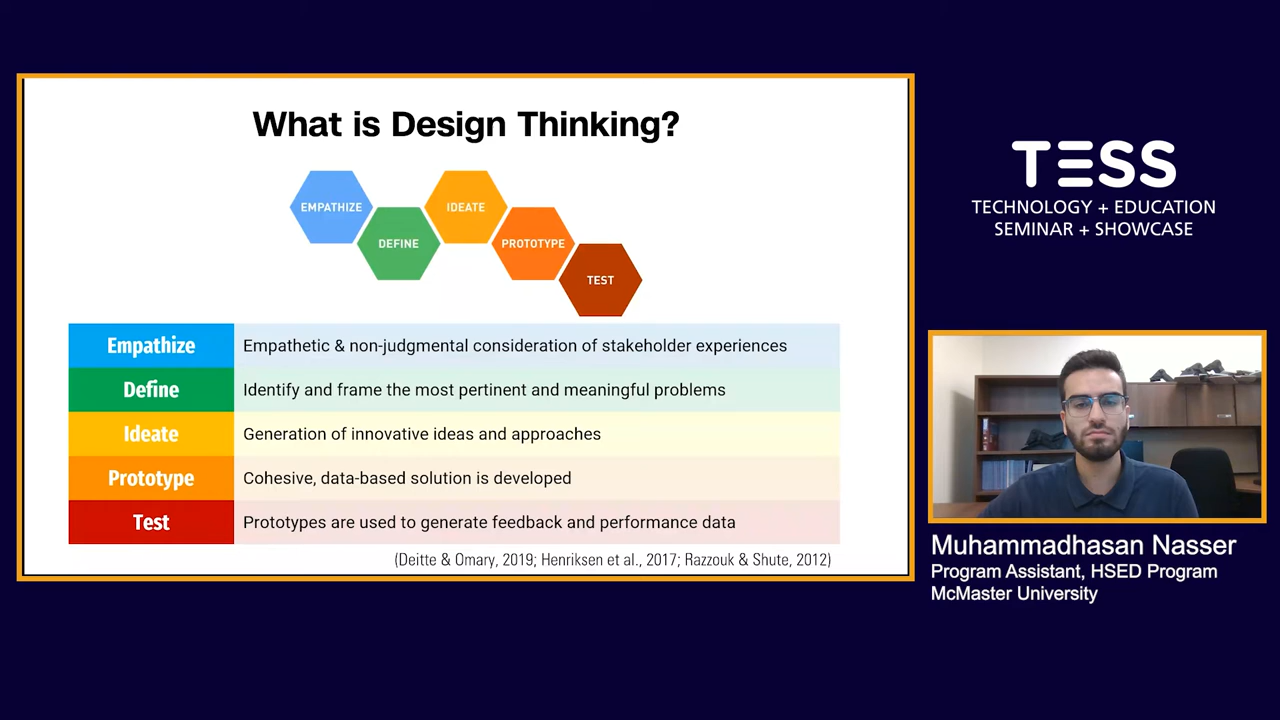 What is Design Thinking?
EMPATHIZE
DEFINE
IDEATE
PROTOTYPE
TEST
Empathize
Empathetic & non-judgmental consideration of stakeholder experiences
Define
Identify and frame the most pertinent and meaningful problems
Ideate
Generation of innovative ideas and approaches
Prototype
Cohesive, data-based solution is developed
Test
Prototypes are used to generate feedback and performance data
(Deitte & Omary, 2019; Henriksen et al., 2017; Razzouk & Shute, 2012)
TESS
TECHNOLOGY + EDUCATION
SEMINAR + SHOWCASE
Muhammadhasan Nasser
Program Assistant, HSED Program
McMaster University